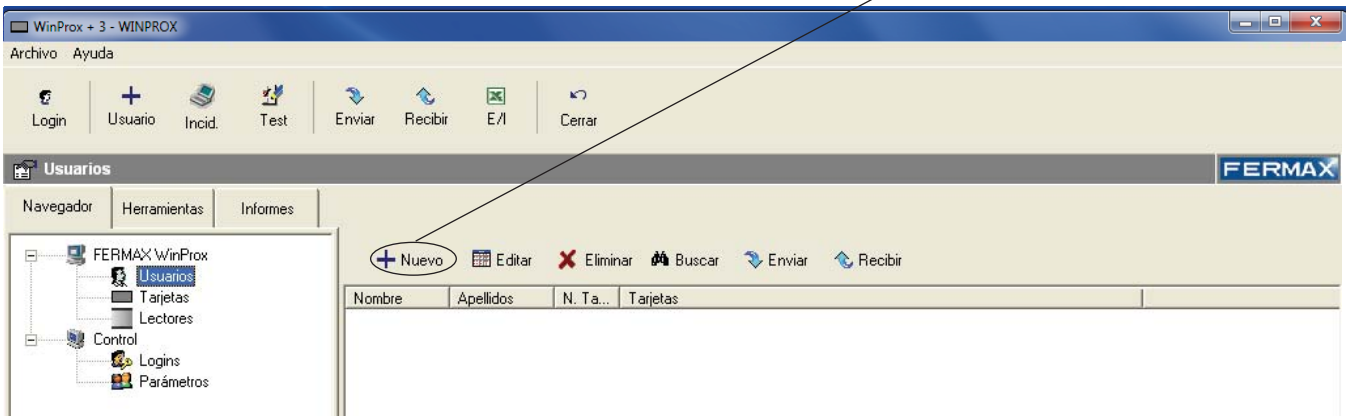 WinProx + 3 - WINPROX
Archivo Ayuda
Login Usuario Incid. Test Enviar Recibir E/I Cerrar
Usuarios FERMAX
Navegador Herramientas Informes
FERMAX WinProx
Usuarios
Tarjetas
Lectores
Control
Logins
Parámetros
Nuevo Editar Eliminar Buscar Enviar Recibir
Nombre Apellidos N. Ta... Tarjetas